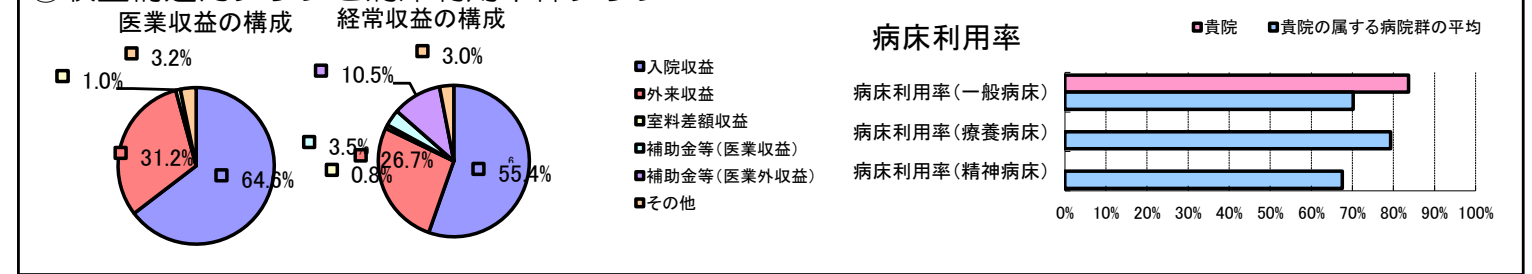 医業収益の構成
3.2%
1.0%
31.2%
64.6%
経常収益の構成
3.0%
10.5%
3.5%
0.8%
26.7%
55.4%
入院収益
外来収益
室料差額収益
補助金等(医業収益)
補助金等(医業外収益)
その他
病床利用率
貴院
貴院の属する病院群の平均
病床利用率(一般病床)
病床利用率(療養病床)
病床利用率(精神病床)
0% 10% 20% 30% 40% 50% 60% 70% 80% 90% 100%